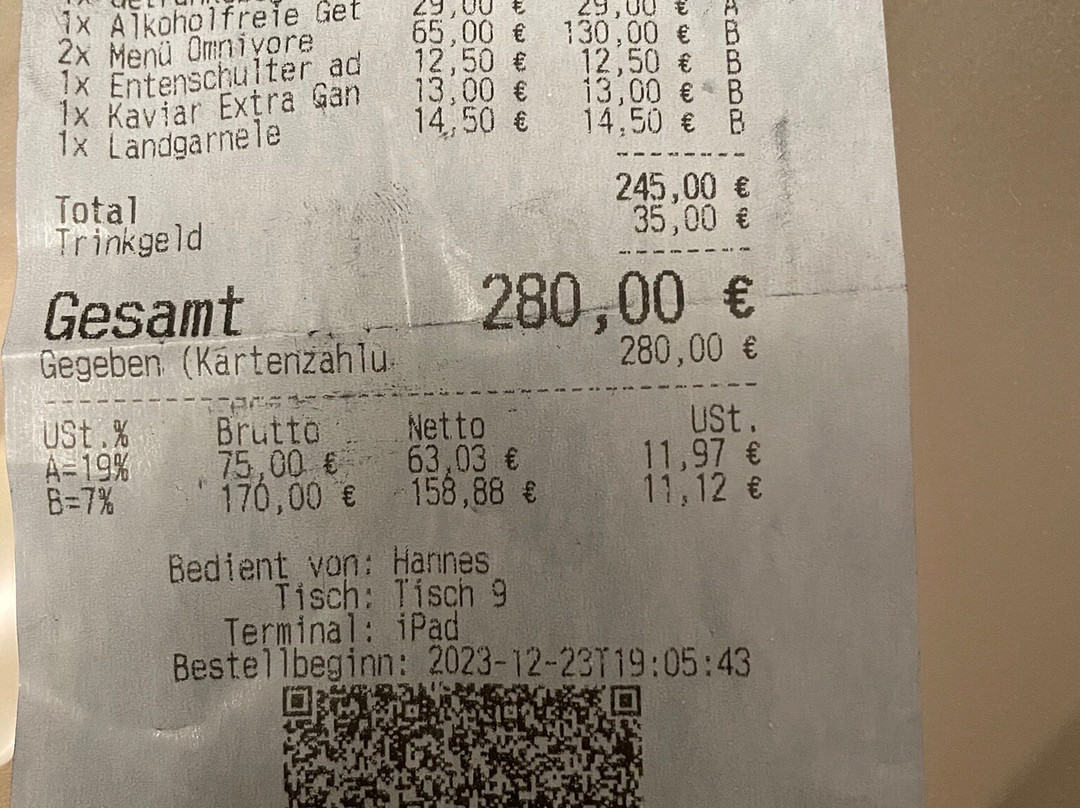 1x Alkoholfreie Get 29,00 € 29,00 € A
2x Menü Omnivore 65,00 € 130,00 € B
1x Entenschulter ad 12,50 € 12,50 € B
1x Kaviar Extra Gan 13,00 € 13,00 € B
1x Landgarnele 14,50 € 14,50 € B
Total 245,00 €
Trinkgeld 35,00 €
Gesamt 280,00 €
Gegeben (Kartenzahlu 280,00 €
USt.% Brutto Netto USt.
A=19% 75,00 € 63,03 € 11,97 €
B=7% 170,00 € 158,88 € 11,12 €
Bedient von: Hannes
Tisch: Tisch 9
Terminal: iPad
Bestellbeginn: 2023-12-23T19:05:43